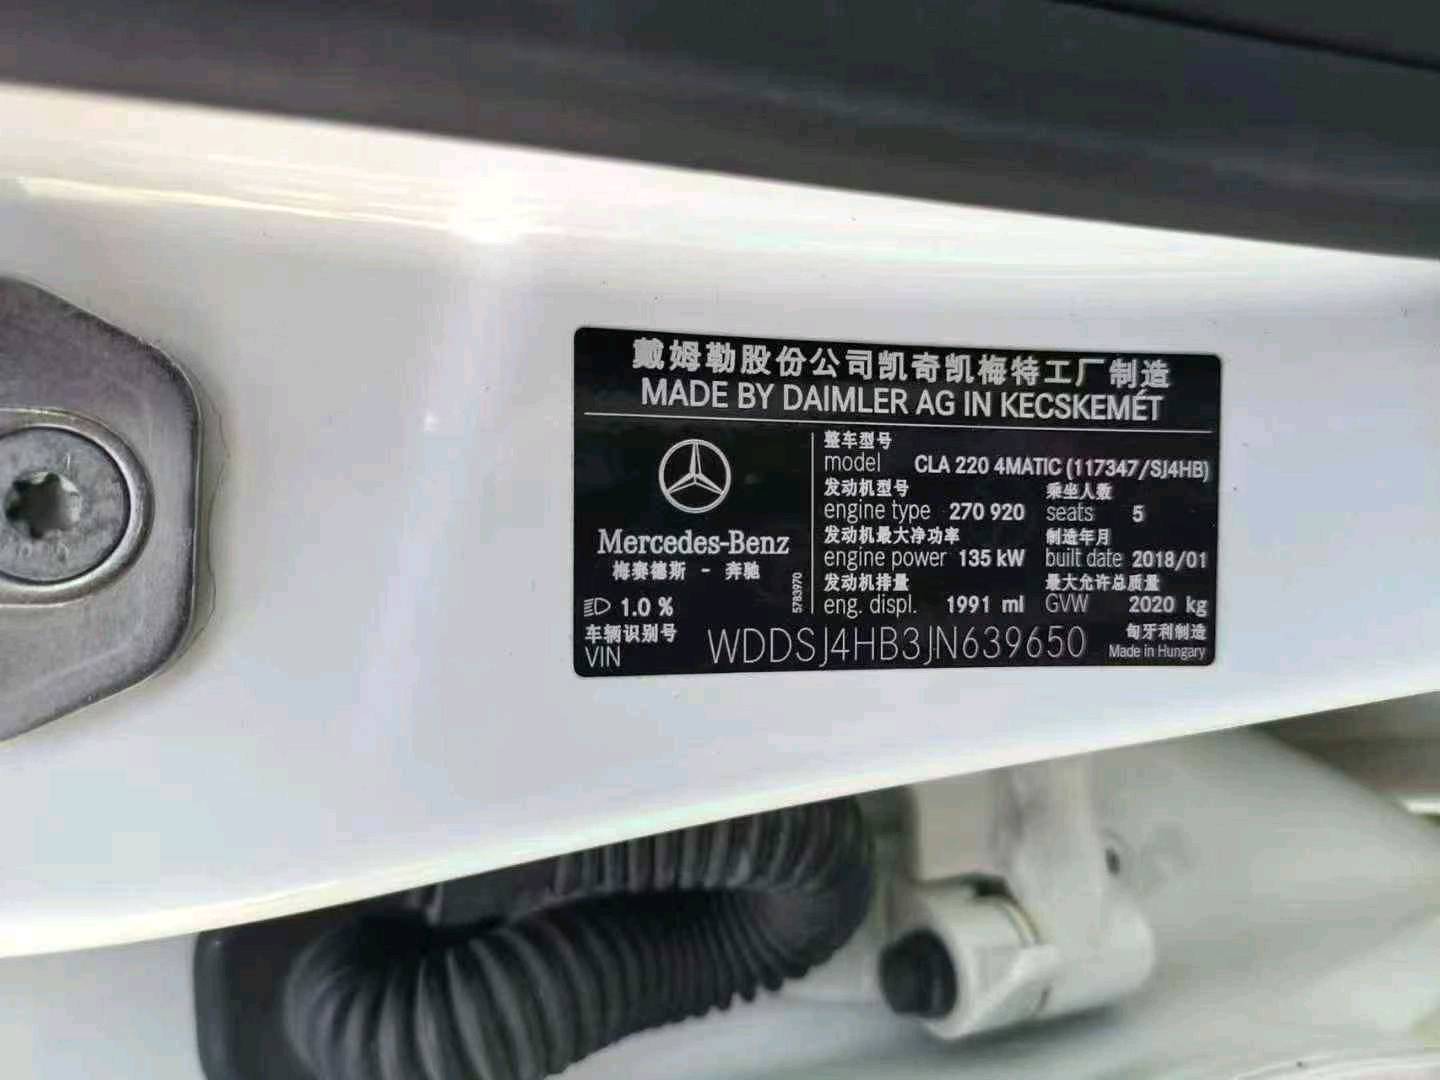 戴姆勒股份公司凯奇凯梅特工厂制造
MADE BY DAIMLER AG IN KECSKEMÉT
Mercedes-Benz
梅赛德斯 - 奔驰
5783970
1.0 %
整车型号
model CLA 220 4MATIC (117347/SJ4HB)
发动机型号 乘坐人数
engine type 270 920 seats 5
发动机最大净功率 制造年月
engine power 135 kW built date 2018/01
发动机排量 最大允许总质量
eng. displ. 1991 ml GVW 2020 kg
车辆识别号 匈牙利制造
VIN WDDSJ4HB3JN639650 Made in Hungary